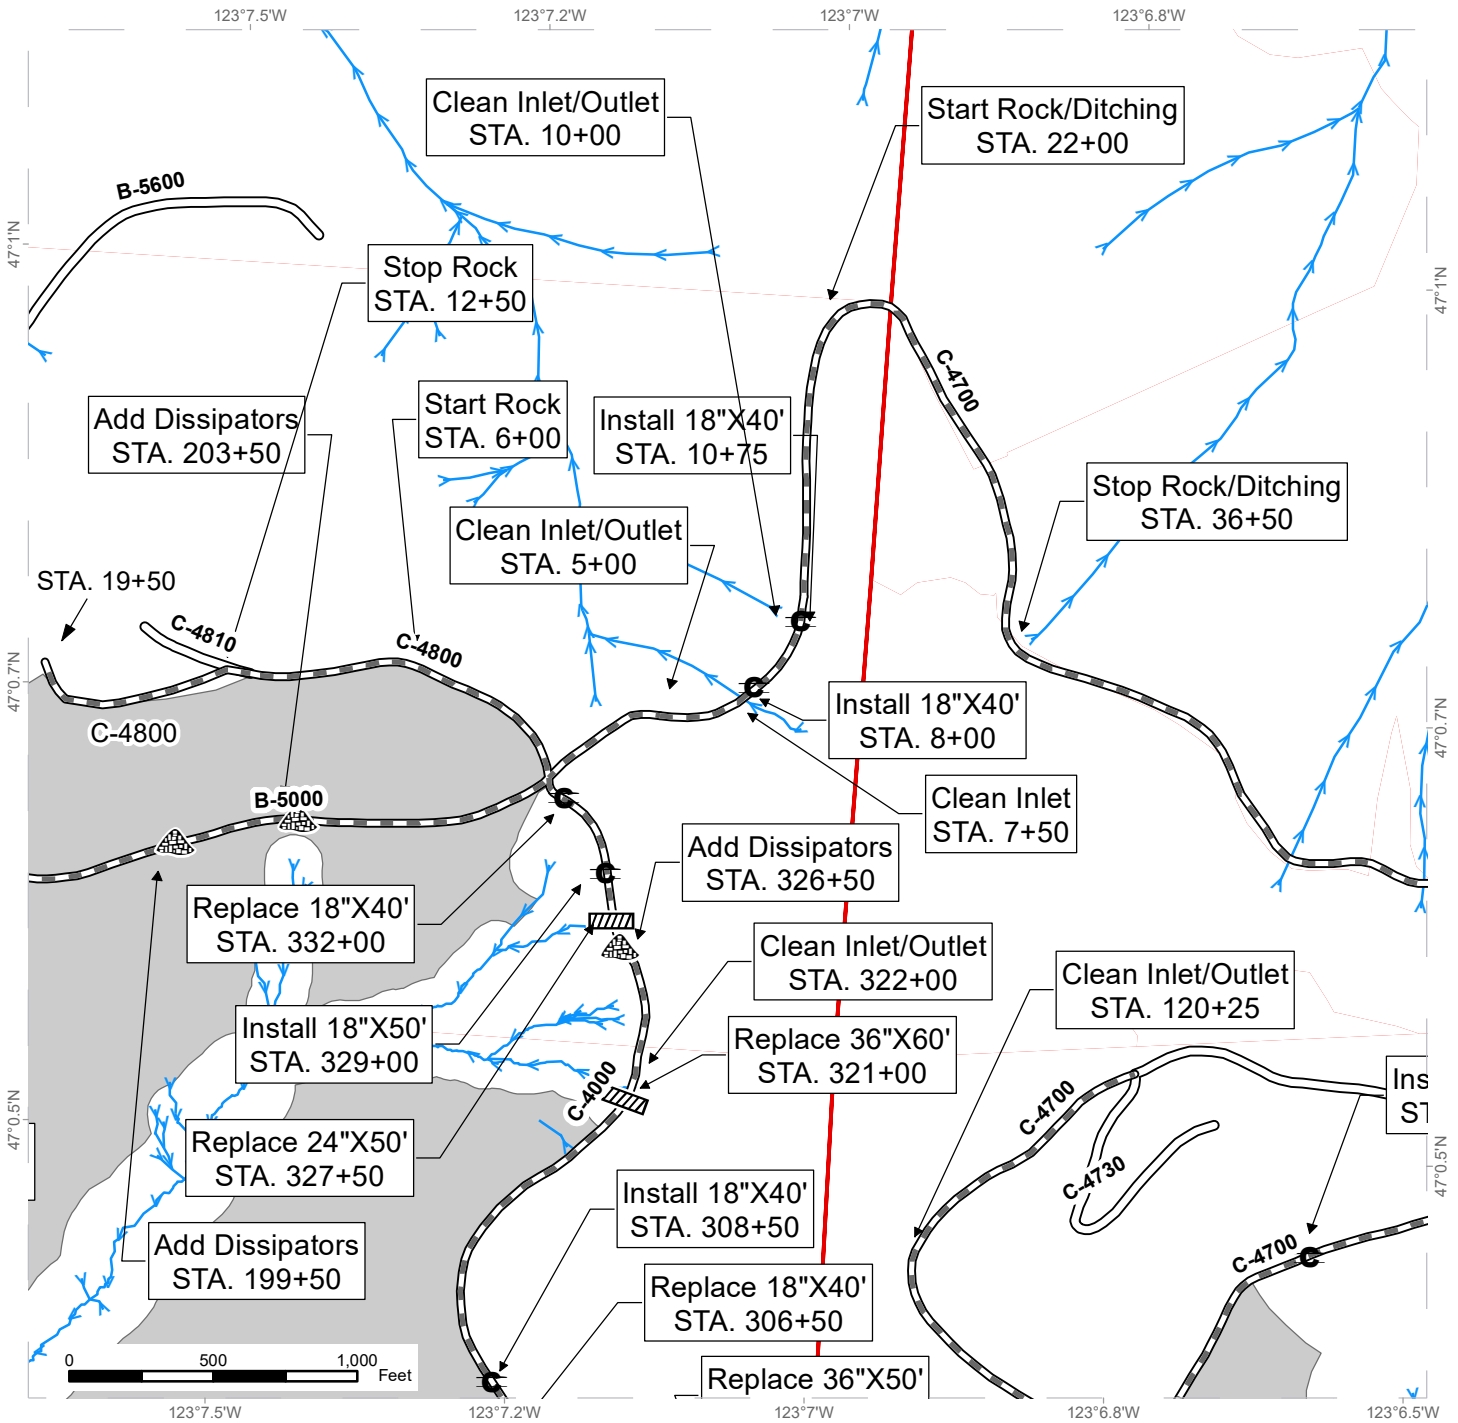 123°7.5'W
123°7.2'W
123°7'W
123°6.8'W
Clean Inlet/Outlet
STA. 10+00
Start Rock/Ditching
STA. 22+00
B-5600
47°1'N
47°1'N
Stop Rock
STA. 12+50
C-4700
Add Dissipators
STA. 203+50
Start Rock
STA. 6+00
Install 18"X40'
STA. 10+75
Stop Rock/Ditching
STA. 36+50
Clean Inlet/Outlet
STA. 5+00
STA. 19+50
C-4810
C-4800
C
47°0.7'N
47°0.7'N
C-4800
C
Install 18"X40'
STA. 8+00
B-5000
C
Clean Inlet
STA. 7+50
Add Dissipators
STA. 326+50
C
Replace 18"X40'
STA. 332+00
Clean Inlet/Outlet
STA. 322+00
Clean Inlet/Outlet
STA. 120+25
Install 18"X50'
STA. 329+00
Replace 36"X60'
STA. 321+00
C-4000
C-4700
Ins
ST
47°0.5'N
47°0.5'N
Replace 24"X50'
STA. 327+50
C-4730
Install 18"X40'
STA. 308+50
Add Dissipators
STA. 199+50
C-4700
C
Replace 18"X40'
STA. 306+50
Replace 36"X50'
C
0 500 1,000
Feet
123°7.5'W
123°7.2'W
123°7'W
123°6.8'W
123°6.5'W